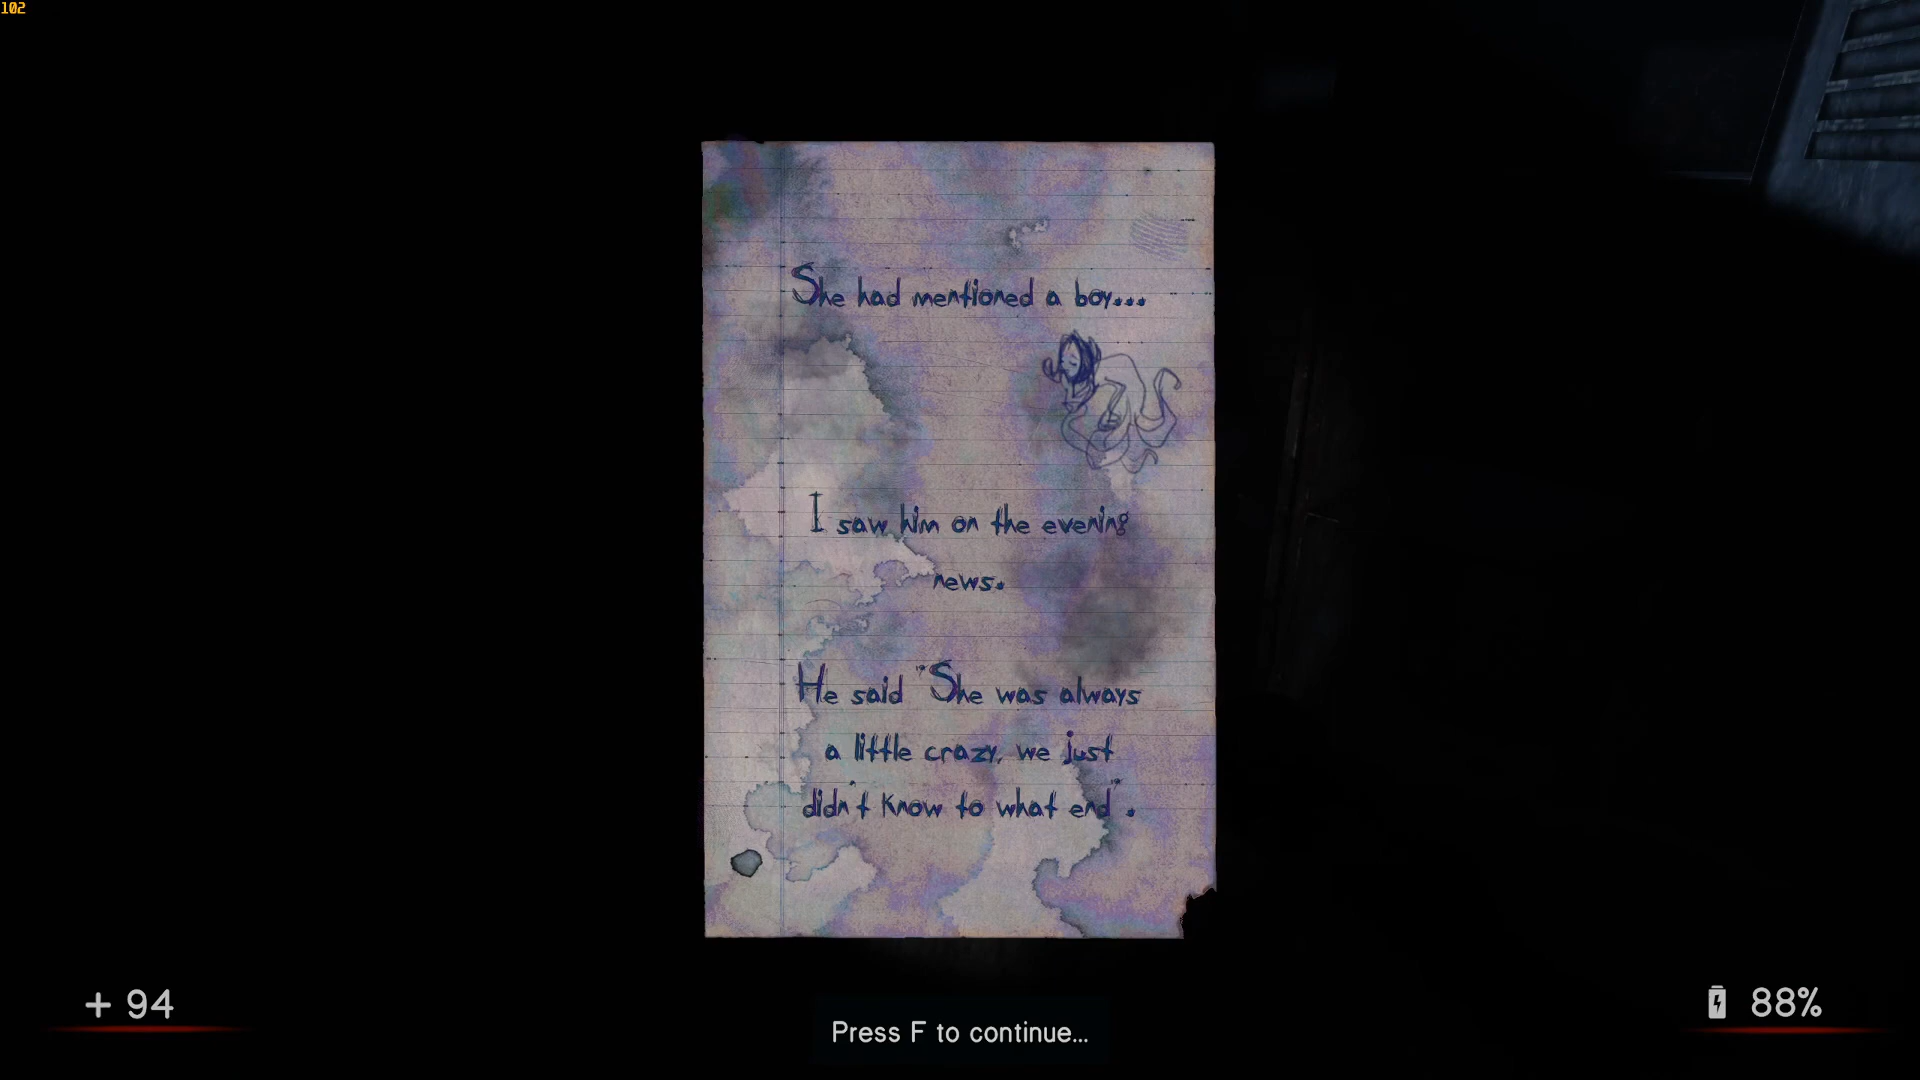 102
She had mentioned a boy...
I saw him on the evening
news.
He said "She was always
a little crazy, we just
didn't know to what end".
+ 94
88%
Press F to continue...